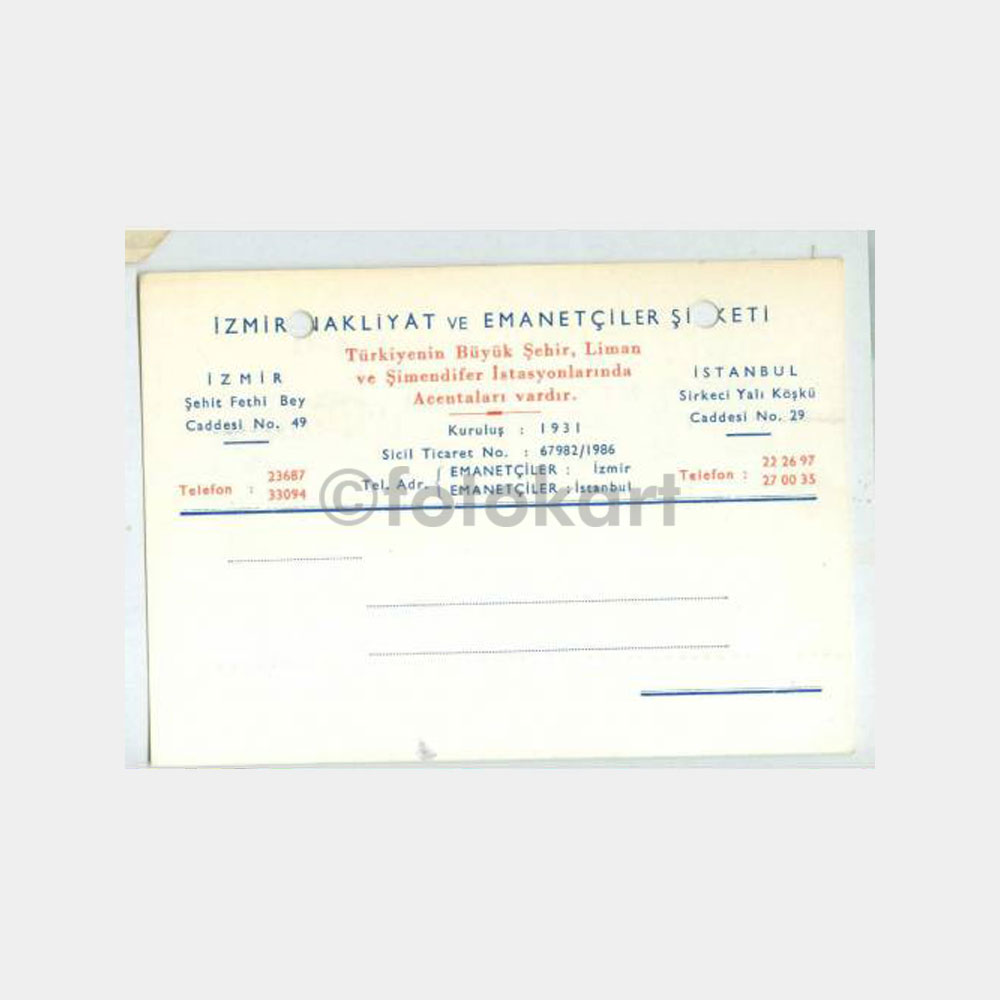 İZMİR NAKLİYAT VE EMANETÇİLER ŞİRKETİ
Türkiyenin Büyük Şehir, Liman
ve Şimendifer İstasyonlarında
Acentaları vardır.
İZMİR
Şehit Fethi Bey
Caddesi No. 49
İSTANBUL
Sirkeci Yalı Köşkü
Caddesi No. 29
Kuruluş : 1931
Sicil Ticaret No. : 67982/1986
Tel. Adr. { EMANETÇİLER : İzmir
EMANETÇİLER : İstanbul
Telefon : 23687
33094
Telefon : 22 26 97
27 00 35
©fotokart